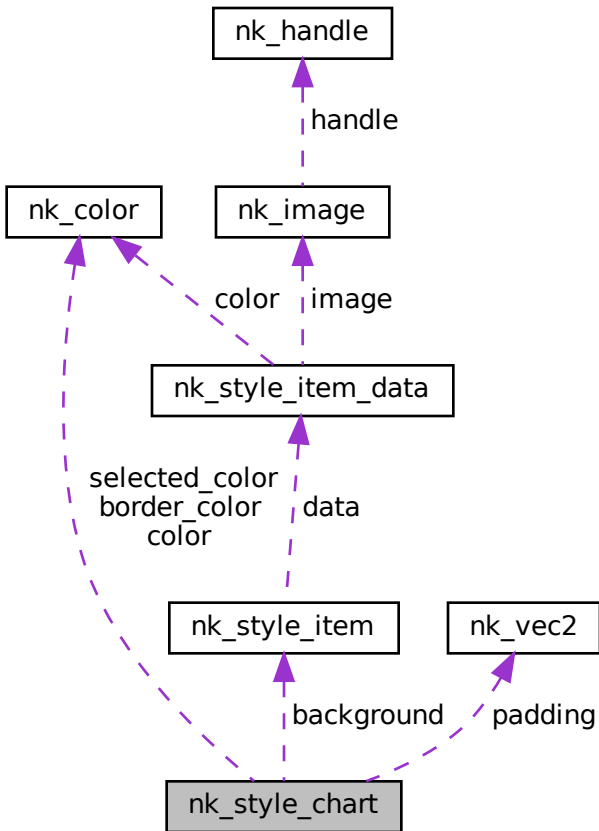 nk_handle
handle
nk_color
nk_image
color
image
nk_style_item_data
selected_color
border_color
color
data
nk_style_item
nk_vec2
background
padding
nk_style_chart